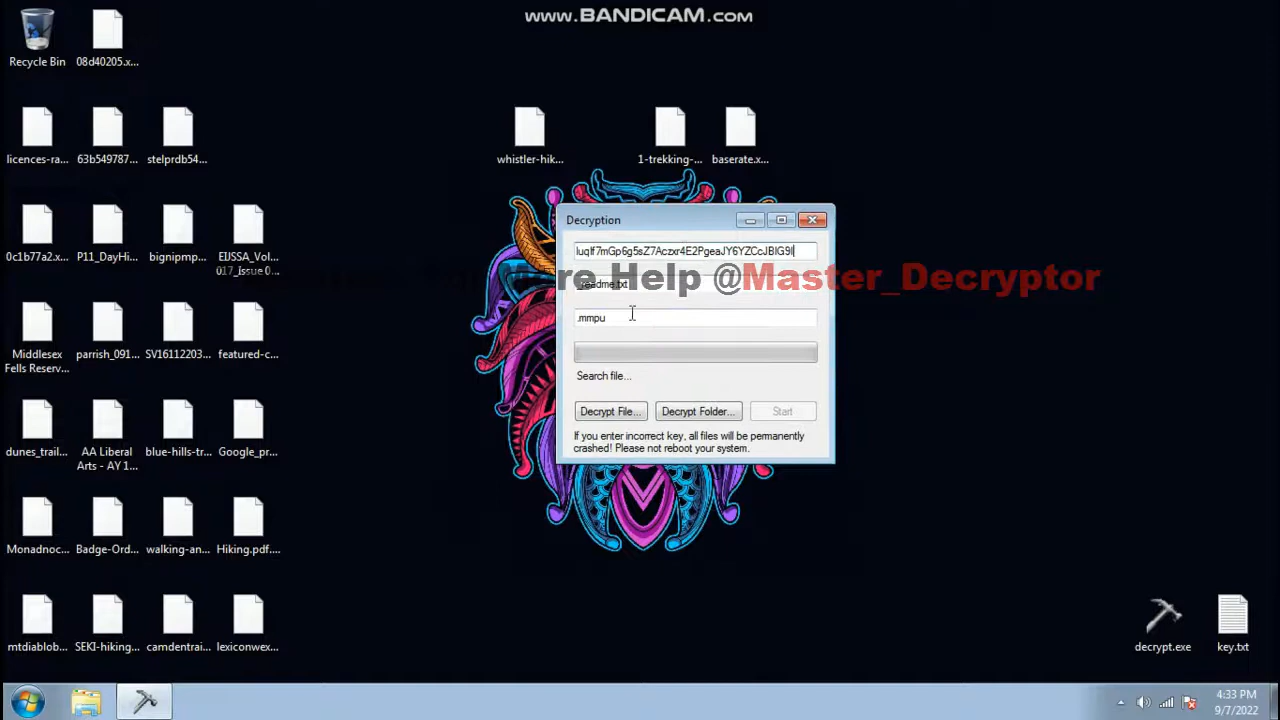 www.BANDICAM.com
Recycle Bin
08d40205.x...
licences-ra...
63b549787...
stelprdb54...
whistler-hik...
1-trekking-...
baserate.x...
0c1b77a2.x...
P11_DayHi...
bignipmp...
EIJSSA_Vol...
017_issue 0...
Middlesex
Fells Reserv...
parrish_091...
SV16112203...
featured-c...
dunes_trail...
AA Liberal
Arts - AY 1...
blue-hills-tr...
Google_pr...
Monadnoc...
Badge-Ord...
walking-an...
Hiking.pdf....
mtdiablob...
SEKI-hiking...
camdentrai...
lexiconwex...
Decryption
Help @Master_Decryptor
.mmpu
Search file...
Decrypt File...
Decrypt Folder...
Start
If you enter incorrect key, all files will be permanently
crashed! Please not reboot your system.
decrypt.exe
key.txt
4:33 PM
9/7/2022